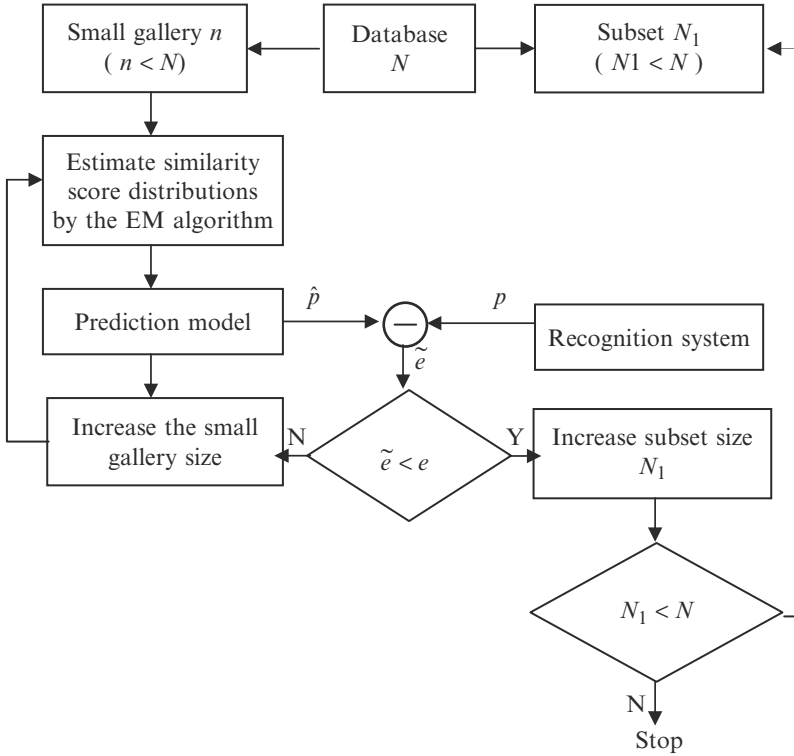 Small gallery n
( n < N)
Database
N
Subset N₁
( N1 < N )
Estimate similarity
score distributions
by the EM algorithm
Prediction model
p̂
−
p
Recognition system
ẽ
Increase the small
gallery size
N
ẽ < e
Y
Increase subset size
N₁
N₁ < N
N
Stop